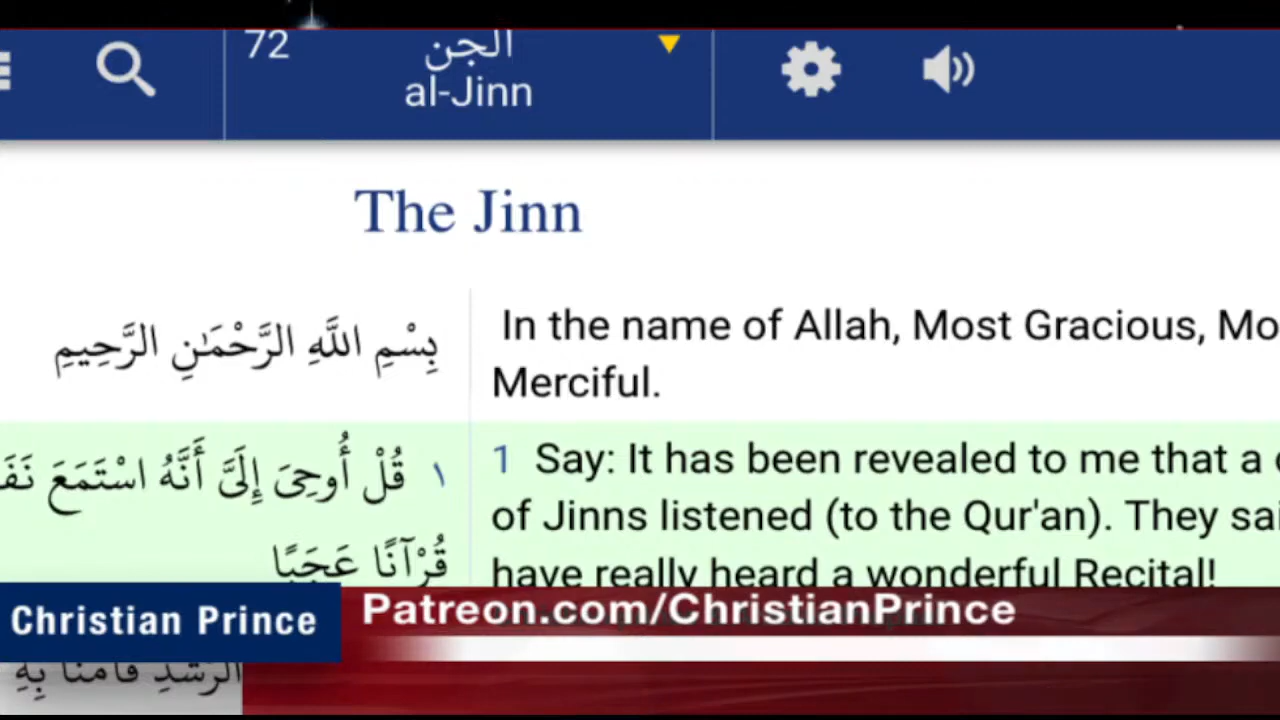 72
الجن
al-Jinn
The Jinn
بِسْمِ اللَّهِ الرَّحْمَٰنِ الرَّحِيمِ
In the name of Allah, Most Gracious,
Merciful.
١ قُلْ أُوحِيَ إِلَيَّ أَنَّهُ اسْتَمَعَ
قُرْآنًا عَجَبًا
1 Say: It has been revealed to me that a
of Jinns listened (to the Qur'an). They
have really heard a wonderful Recital!
Christian Prince
Patreon.com/ChristianPrince
الرُّشْدِ فَآمَنَّا بِهِ